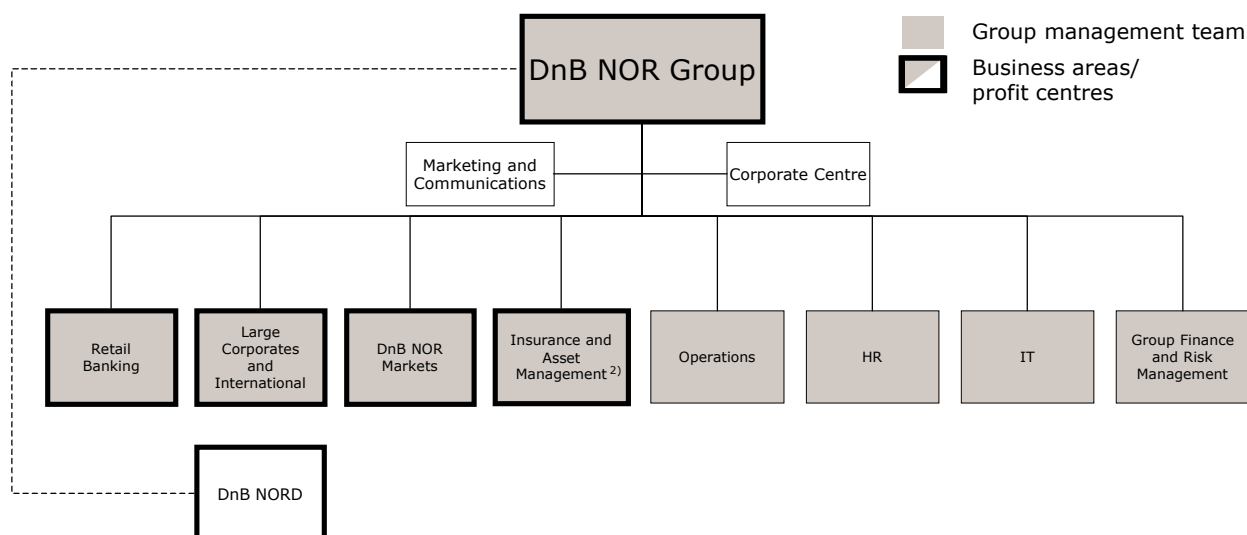 DnB NOR Group
Group management team
Business areas/
profit centres
Marketing and
Communications
Corporate Centre
Retail
Banking
Large
Corporates
and
International
DnB NOR
Markets
Insurance and
Asset
Management 2)
Operations
HR
IT
Group Finance
and Risk
Management
DnB NORD